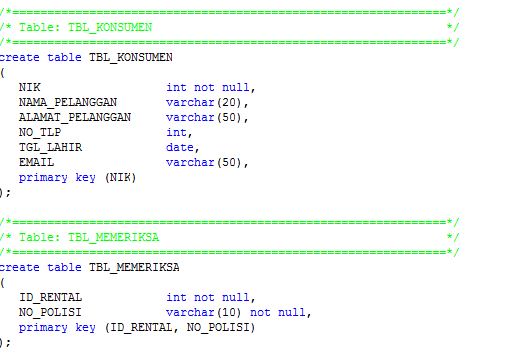 /*==============================================================*/
/* Table: TBL_KONSUMEN */
/*==============================================================*/
create table TBL_KONSUMEN
(
NIK int not null,
NAMA_PELANGGAN varchar(20),
ALAMAT_PELANGGAN varchar(50),
NO_TLP int,
TGL_LAHIR date,
EMAIL varchar(50),
primary key (NIK)
);
/*==============================================================*/
/* Table: TBL_MEMERIKSA */
/*==============================================================*/
create table TBL_MEMERIKSA
(
ID_RENTAL int not null,
NO_POLISI varchar(10) not null,
primary key (ID_RENTAL, NO_POLISI)
);